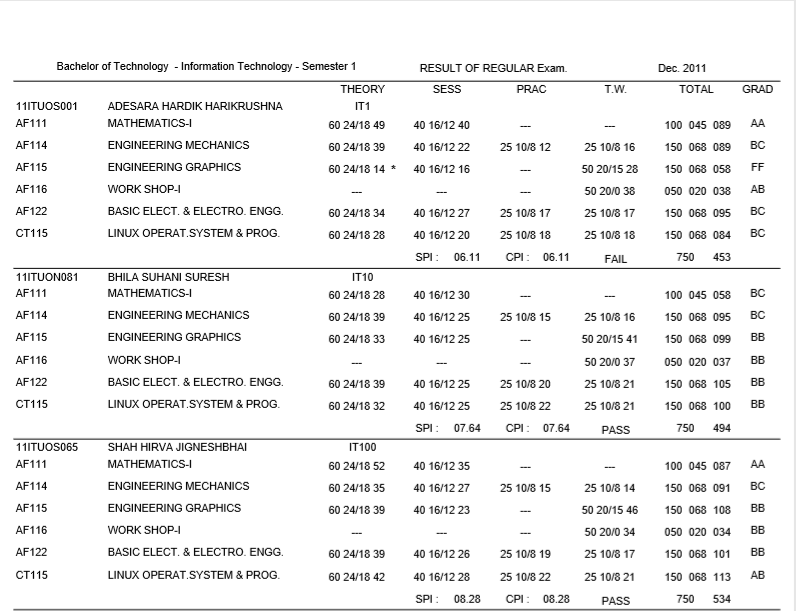 Bachelor of Technology - Information Technology - Semester 1 RESULT OF REGULAR Exam. Dec. 2011
THEORY SESS PRAC T.W. TOTAL GRAD
11ITUOS001 ADESARA HARDIK HARIKRUSHNA IT1
AF111 MATHEMATICS-I 60 24/18 49 40 16/12 40 --- --- 100 045 089 AA
AF114 ENGINEERING MECHANICS 60 24/18 39 40 16/12 22 25 10/8 12 25 10/8 16 150 068 089 BC
AF115 ENGINEERING GRAPHICS 60 24/18 14 * 40 16/12 16 --- 50 20/15 28 150 068 058 FF
AF116 WORK SHOP-I --- --- --- 50 20/0 38 050 020 038 AB
AF122 BASIC ELECT. & ELECTRO. ENGG. 60 24/18 34 40 16/12 27 25 10/8 17 25 10/8 17 150 068 095 BC
CT115 LINUX OPERAT.SYSTEM & PROG. 60 24/18 28 40 16/12 20 25 10/8 18 25 10/8 18 150 068 084 BC
SPI : 06.11 CPI : 06.11 FAIL 750 453
11ITUON081 BHILA SUHANI SURESH IT10
AF111 MATHEMATICS-I 60 24/18 28 40 16/12 30 --- --- 100 045 058 BC
AF114 ENGINEERING MECHANICS 60 24/18 39 40 16/12 25 25 10/8 15 25 10/8 16 150 068 095 BC
AF115 ENGINEERING GRAPHICS 60 24/18 33 40 16/12 25 --- 50 20/15 41 150 068 099 BB
AF116 WORK SHOP-I --- --- --- 50 20/0 37 050 020 037 BB
AF122 BASIC ELECT. & ELECTRO. ENGG. 60 24/18 39 40 16/12 25 25 10/8 20 25 10/8 21 150 068 105 BB
CT115 LINUX OPERAT.SYSTEM & PROG. 60 24/18 32 40 16/12 25 25 10/8 22 25 10/8 21 150 068 100 BB
SPI : 07.64 CPI : 07.64 PASS 750 494
11ITUOS065 SHAH HIRVA JIGNESHBHAI IT100
AF111 MATHEMATICS-I 60 24/18 52 40 16/12 35 --- --- 100 045 087 AA
AF114 ENGINEERING MECHANICS 60 24/18 35 40 16/12 27 25 10/8 15 25 10/8 14 150 068 091 BC
AF115 ENGINEERING GRAPHICS 60 24/18 39 40 16/12 23 --- 50 20/15 46 150 068 108 BB
AF116 WORK SHOP-I --- --- --- 50 20/0 34 050 020 034 BB
AF122 BASIC ELECT. & ELECTRO. ENGG. 60 24/18 39 40 16/12 26 25 10/8 19 25 10/8 17 150 068 101 BB
CT115 LINUX OPERAT.SYSTEM & PROG. 60 24/18 42 40 16/12 28 25 10/8 22 25 10/8 21 150 068 113 AB
SPI : 08.28 CPI : 08.28 PASS 750 534